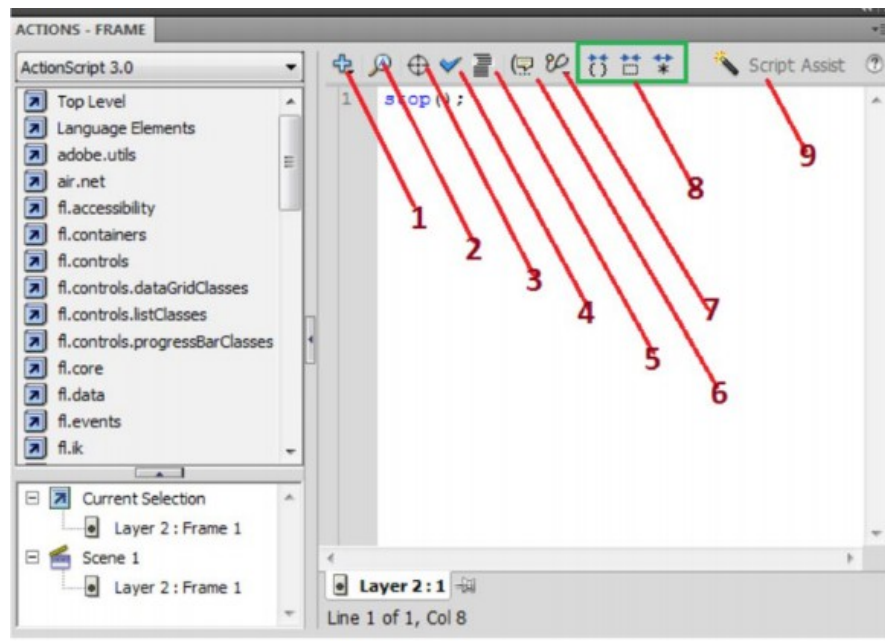 ACTIONS - FRAME
ActionScript 3.0
Script Assist
Top Level
Language Elements
adobe.utils
air.net
fl.accessibility
fl.containers
fl.controls
fl.controls.dataGridClasses
fl.controls.listClasses
fl.controls.progressBarClasses
fl.core
fl.data
fl.events
fl.ik
1 stop();
1
2
3
4
5
6
7
8
9
Current Selection
Layer 2 : Frame 1
Scene 1
Layer 2 : Frame 1
Layer 2 : 1
Line 1 of 1, Col 8